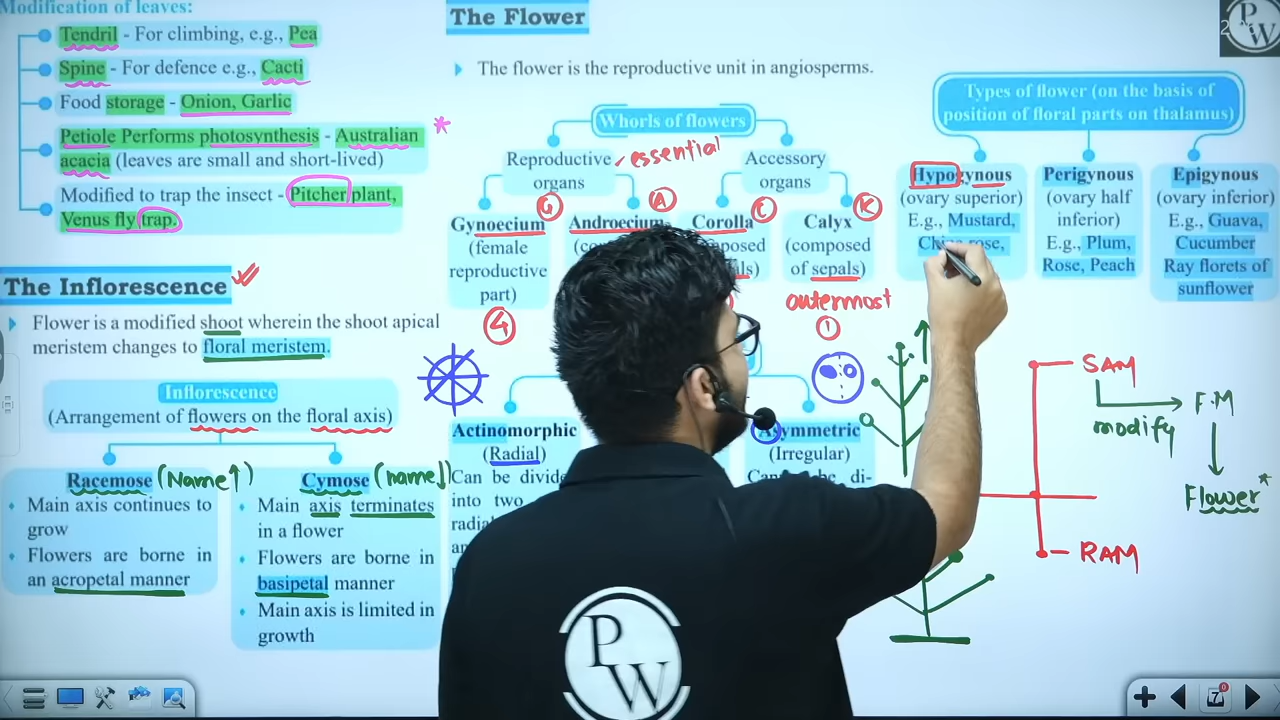 Modification of leaves:
Tendril - For climbing, e.g., Pea
Spine - For defence e.g., Cacti
Food storage - Onion, Garlic
Petiole Performs photosynthesis - Australian *
acacia (leaves are small and short-lived)
Modified to trap the insect - Pitcher plant,
Venus fly trap.
The Inflorescence
Flower is a modified shoot wherein the shoot apical
meristem changes to floral meristem.
Inflorescence
(Arrangement of flowers on the floral axis)
Racemose (Name↑)
Main axis continues to
grow
Flowers are borne in
an acropetal manner
Cymose (name↓)
Main axis terminates
in a flower
Flowers are borne in
basipetal manner
Main axis is limited in
growth
The Flower
The flower is the reproductive unit in angiosperms.
Whorls of flowers
Reproductive essential
organs
Accessory
organs
Gynoecium G
(female
reproductive
part)
4
Androecium A
Corolla C
Calyx K
(composed
of sepals)
outermost
1
Actinomorphic
(Radial)
Can be
into two
Asymmetric
(Irregular)
Types of flower (on the basis of
position of floral parts on thalamus)
Hypogynous
(ovary superior)
E.g., Mustard,
rose,
Perigynous
(ovary half
inferior)
E.g., Plum,
Rose, Peach
Epigynous
(ovary inferior)
E.g., Guava,
Cucumber
Ray florets of
sunflower
SAM
modify
F.M
Flower*
RAM
PW
PW
7
0